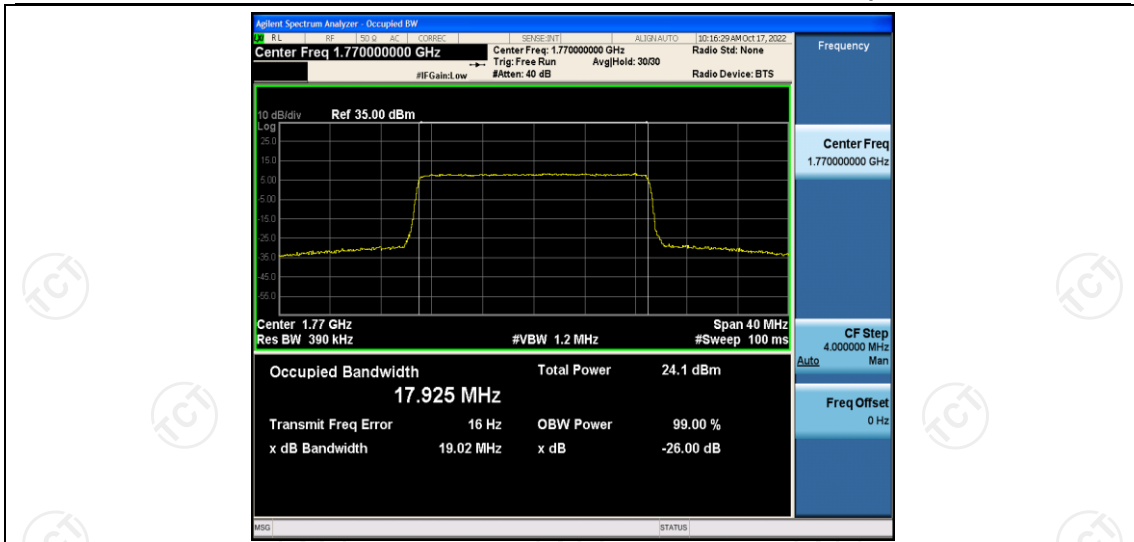 Agilent Spectrum Analyzer - Occupied BW
RL RF 50 Ω AC CORREC SENSE:INT ALIGNAUTO 10:16:29 AM Oct 17, 2022
Center Freq 1.770000000 GHz
Center Freq: 1.770000000 GHz Radio Std: None
Trig: Free Run Avg|Hold: 30/30
#IFGain:Low #Atten: 40 dB Radio Device: BTS
Frequency
10 dB/div Ref 35.00 dBm
Log
25.0
15.0
5.00
-5.00
-15.0
-25.0
-35.0
-45.0
-55.0
Center 1.77 GHz Span 40 MHz
Res BW 390 kHz #VBW 1.2 MHz #Sweep 100 ms
Center Freq
1.770000000 GHz
CF Step
4.000000 MHz
Auto Man
Freq Offset
0 Hz
Occupied Bandwidth Total Power 24.1 dBm
17.925 MHz
Transmit Freq Error 16 Hz OBW Power 99.00 %
x dB Bandwidth 19.02 MHz x dB -26.00 dB
MSG STATUS
TCT
TCT
TCT
TCT
TCT
TCT